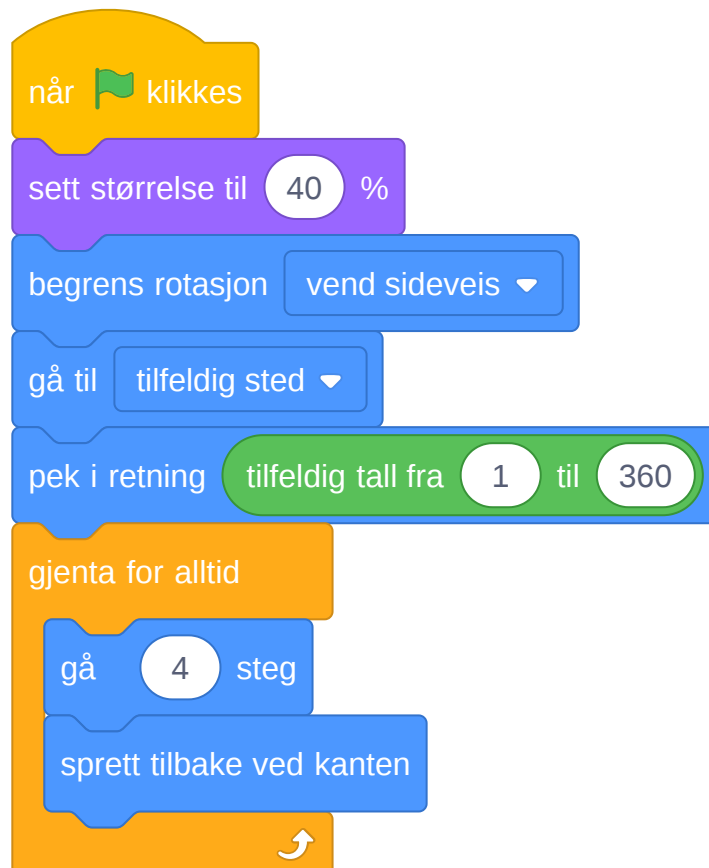 når klikkes
sett størrelse til 40 %
begrens rotasjon vend sideveis
gå til tilfeldig sted
pek i retning tilfeldig tall fra 1 til 360
gjenta for alltid
gå 4 steg
sprett tilbake ved kanten